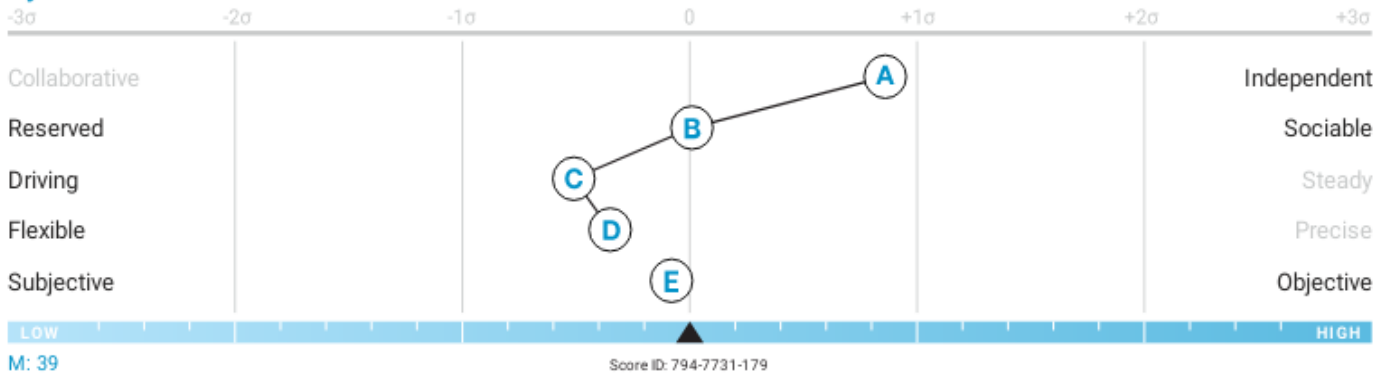 -3σ -2σ -1σ 0 +1σ +2σ +3σ
Collaborative A Independent
Reserved B Sociable
Driving C Steady
Flexible D Precise
Subjective E Objective
LOW HIGH
M: 39 Score ID: 794-7731-179